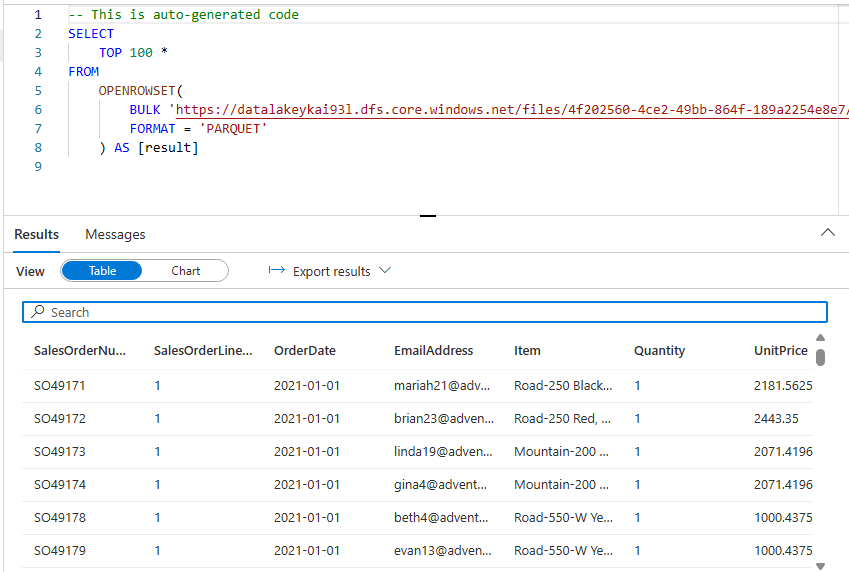 1 -- This is auto-generated code
2 SELECT
3 TOP 100 *
4 FROM
5 OPENROWSET(
6 BULK 'https://datalakeykai93l.dfs.core.windows.net/files/4f202560-4ce2-49bb-864f-189a2254e8e7/
7 FORMAT = 'PARQUET'
8 ) AS [result]
9
Results Messages
View Table Chart Export results
Search
SalesOrderNu... SalesOrderLine... OrderDate EmailAddress Item Quantity UnitPrice
SO49171 1 2021-01-01 mariah21@adv... Road-250 Black... 1 2181.5625
SO49172 1 2021-01-01 brian23@adven... Road-250 Red, ... 1 2443.35
SO49173 1 2021-01-01 linda19@adven... Mountain-200 ... 1 2071.4196
SO49174 1 2021-01-01 gina4@advent... Mountain-200 ... 1 2071.4196
SO49178 1 2021-01-01 beth4@advent... Road-550-W Ye... 1 1000.4375
SO49179 1 2021-01-01 evan13@adven... Road-550-W Ye... 1 1000.4375